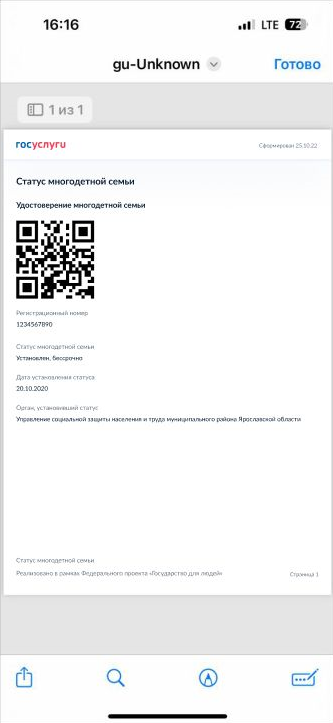 16:16
LTE
72
gu-Unknown
Готово
1 из 1
госуслуги
Сформирован 25.10.22
Статус многодетной семьи
Удостоверение многодетной семьи
Регистрационный номер
1234567890
Статус многодетной семьи
Установлен, бессрочно
Дата установления статуса
20.10.2020
Орган, установивший статус
Управление социальной защиты населения и труда муниципального района Ярославской области
Статус многодетной семьи
Реализовано в рамках Федерального проекта «Государство для людей»
Страница 1